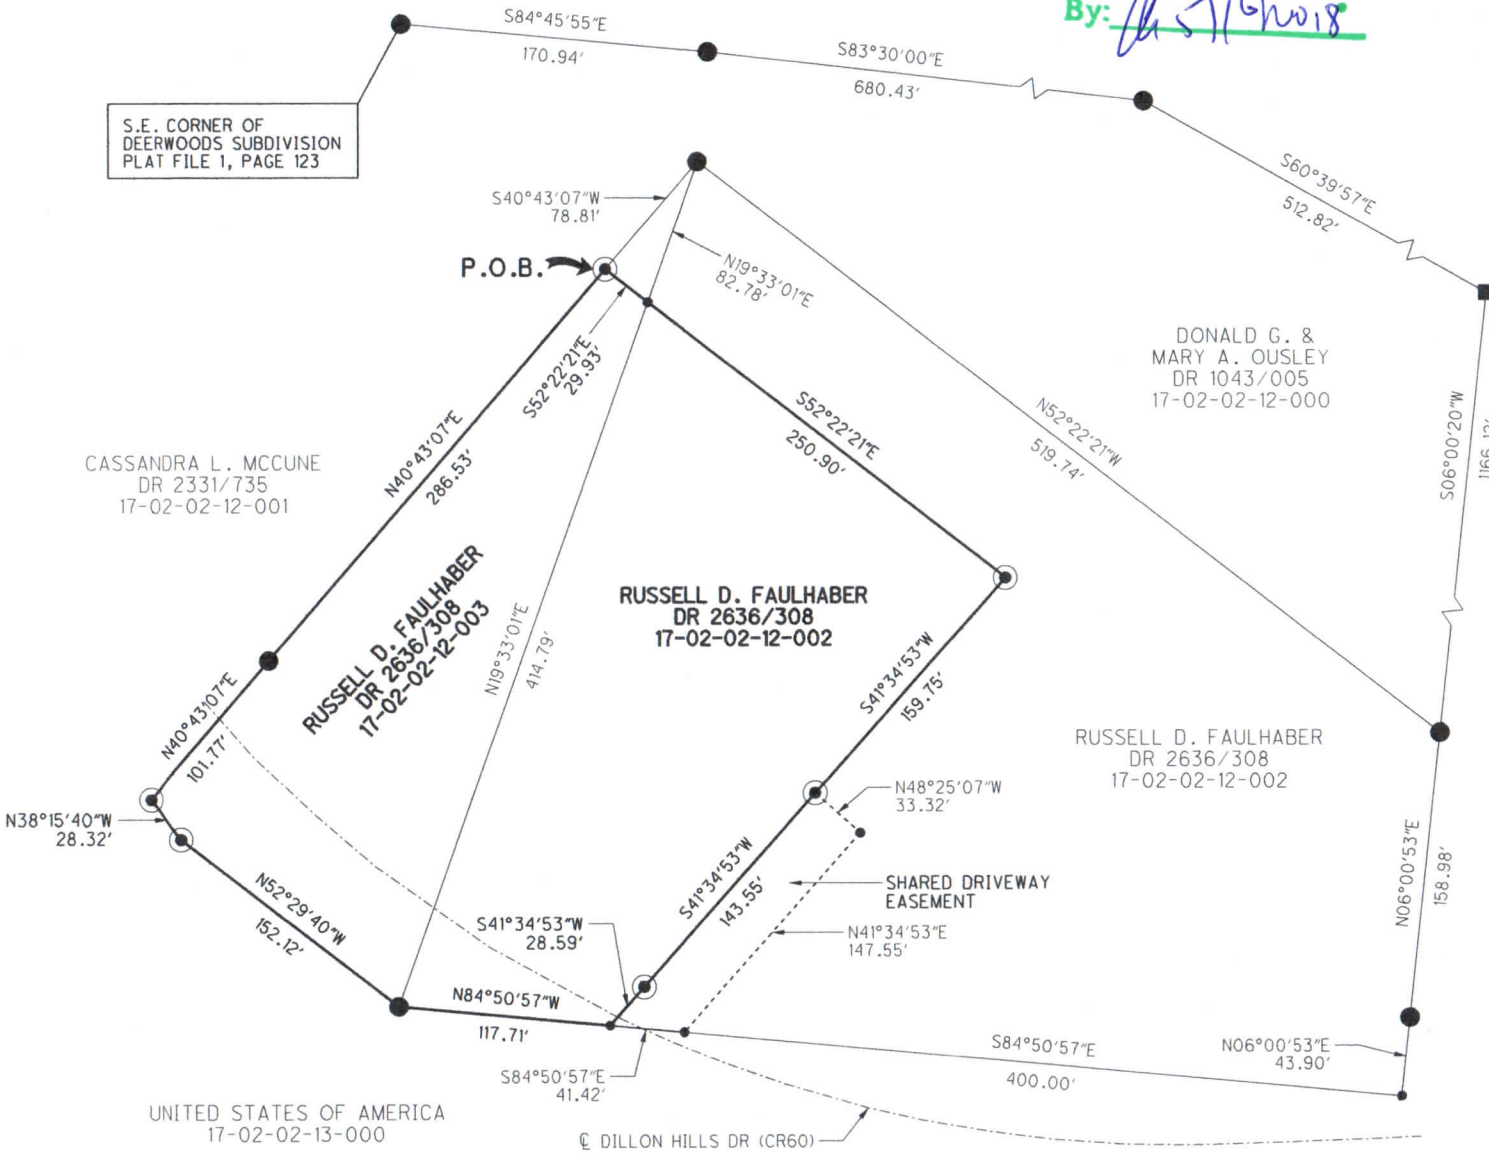 By:
S84°45'55"E
170.94'
S83°30'00"E
680.43'
S.E. CORNER OF
DEERWOODS SUBDIVISION
PLAT FILE 1, PAGE 123
S60°39'57"E
512.82'
S40°43'07"W
78.81'
P.O.B.
N19°33'01"E
82.78'
S52°22'21"E
29.93'
DONALD G. &
MARY A. OUSLEY
DR 1043/005
17-02-02-12-000
S06°00'20"W
S52°22'21"E
250.90'
N52°22'21"W
519.74'
N40°43'07"E
286.53'
CASSANDRA L. MCCUNE
DR 2331/735
17-02-02-12-001
RUSSELL D. FAULHABER
DR 2636/308
17-02-02-12-003
N19°33'01"E
414.79'
RUSSELL D. FAULHABER
DR 2636/308
17-02-02-12-002
S41°34'53"W
159.75'
N40°43'07"E
101.77'
RUSSELL D. FAULHABER
DR 2636/308
17-02-02-12-002
N38°15'40"W
28.32'
N48°25'07"W
33.32'
N52°29'40"W
152.12'
S41°34'53"W
143.55'
SHARED DRIVEWAY
EASEMENT
S41°34'53"W
28.59'
N41°34'53"E
147.55'
N06°00'53"E
158.98'
N84°50'57"W
117.71'
S84°50'57"E
41.42'
S84°50'57"E
400.00'
N06°00'53"E
43.90'
UNITED STATES OF AMERICA
17-02-02-13-000
℄ DILLON HILLS DR (CR60)